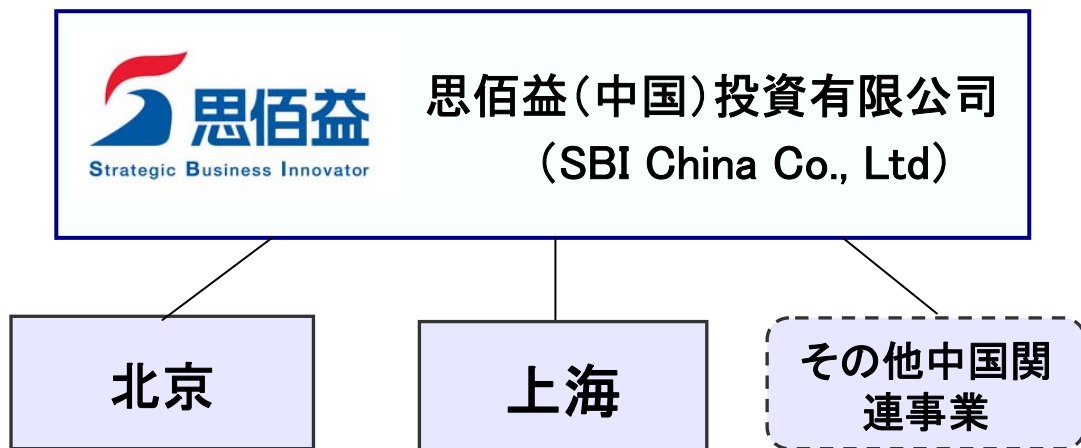 思佰益
Strategic Business Innovator
思佰益(中国)投資有限公司
(SBI China Co., Ltd)
北京
上海
その他中国関
連事業